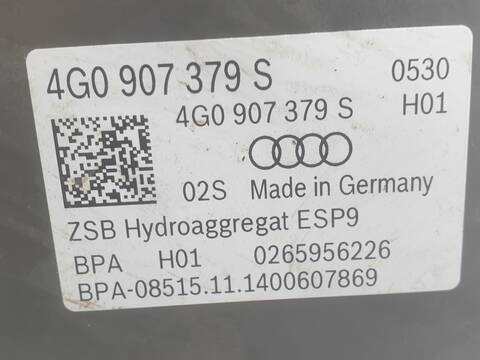 4G0 907 379 S 0530
4G0 907 379 S H01
02S Made in Germany
ZSB Hydroaggregat ESP9
BPA H01 0265956226
BPA-08515.11.1400607869